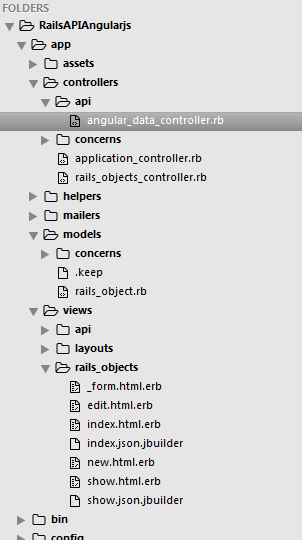 FOLDERS
RailsAPIAngularjs
app
assets
controllers
api
angular_data_controller.rb
concerns
application_controller.rb
rails_objects_controller.rb
helpers
mailers
models
concerns
.keep
rails_object.rb
views
api
layouts
rails_objects
_form.html.erb
edit.html.erb
index.html.erb
index.json.jbuilder
new.html.erb
show.html.erb
show.json.jbuilder
bin
config